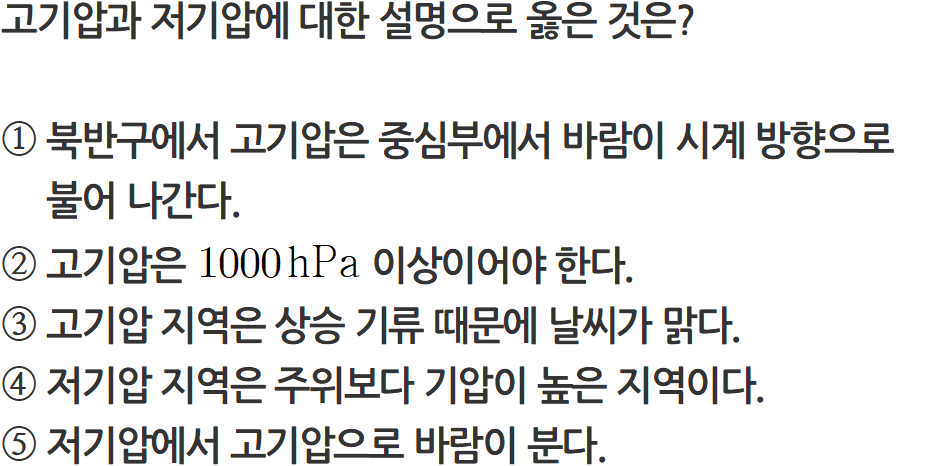 고기압과 저기압에 대한 설명으로 옳은 것은?
① 북반구에서 고기압은 중심부에서 바람이 시계 방향으로
불어 나간다.
② 고기압은 1000hPa 이상이어야 한다.
③ 고기압 지역은 상승 기류 때문에 날씨가 맑다.
④ 저기압 지역은 주위보다 기압이 높은 지역이다.
⑤ 저기압에서 고기압으로 바람이 분다.